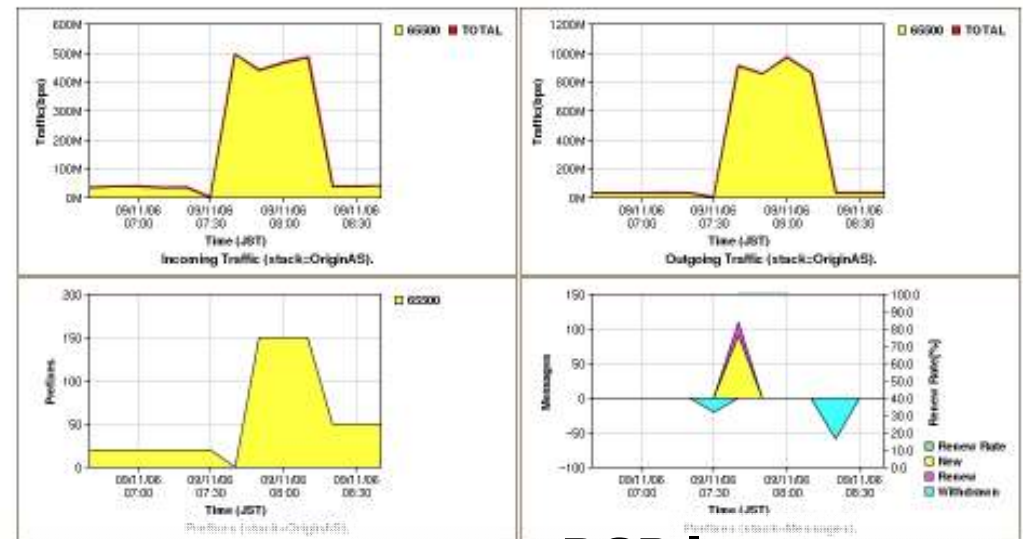 600M
500M
400M
300M
200M
100M
0M
Traffic(bps)
09/11/06 07:00
09/11/06 07:30
09/11/06 08:00
09/11/06 08:30
Time (JST)
Incoming Traffic (stack=OriginAS).
65500 TOTAL
1200M
1000M
800M
600M
400M
200M
0M
Traffic(bps)
09/11/06 07:00
09/11/06 07:30
09/11/06 08:00
09/11/06 08:30
Time (JST)
Outgoing Traffic (stack=OriginAS).
65500 TOTAL
200
150
100
50
0
Prefixes
09/11/06 07:00
09/11/06 07:30
09/11/06 08:00
09/11/06 08:30
Time (JST)
Prefixes (stack=OriginAS).
65500
150
100
50
0
-50
-100
Messages
100.0
90.0
80.0
70.0
60.0
50.0
40.0
30.0
20.0
10.0
0.0
Renew Rate(%)
09/11/06 07:00
09/11/06 07:30
09/11/06 08:00
09/11/06 08:30
Time (JST)
Prefixes (stack=Messages).
Renew Rate
New
Renew
Withdrawn